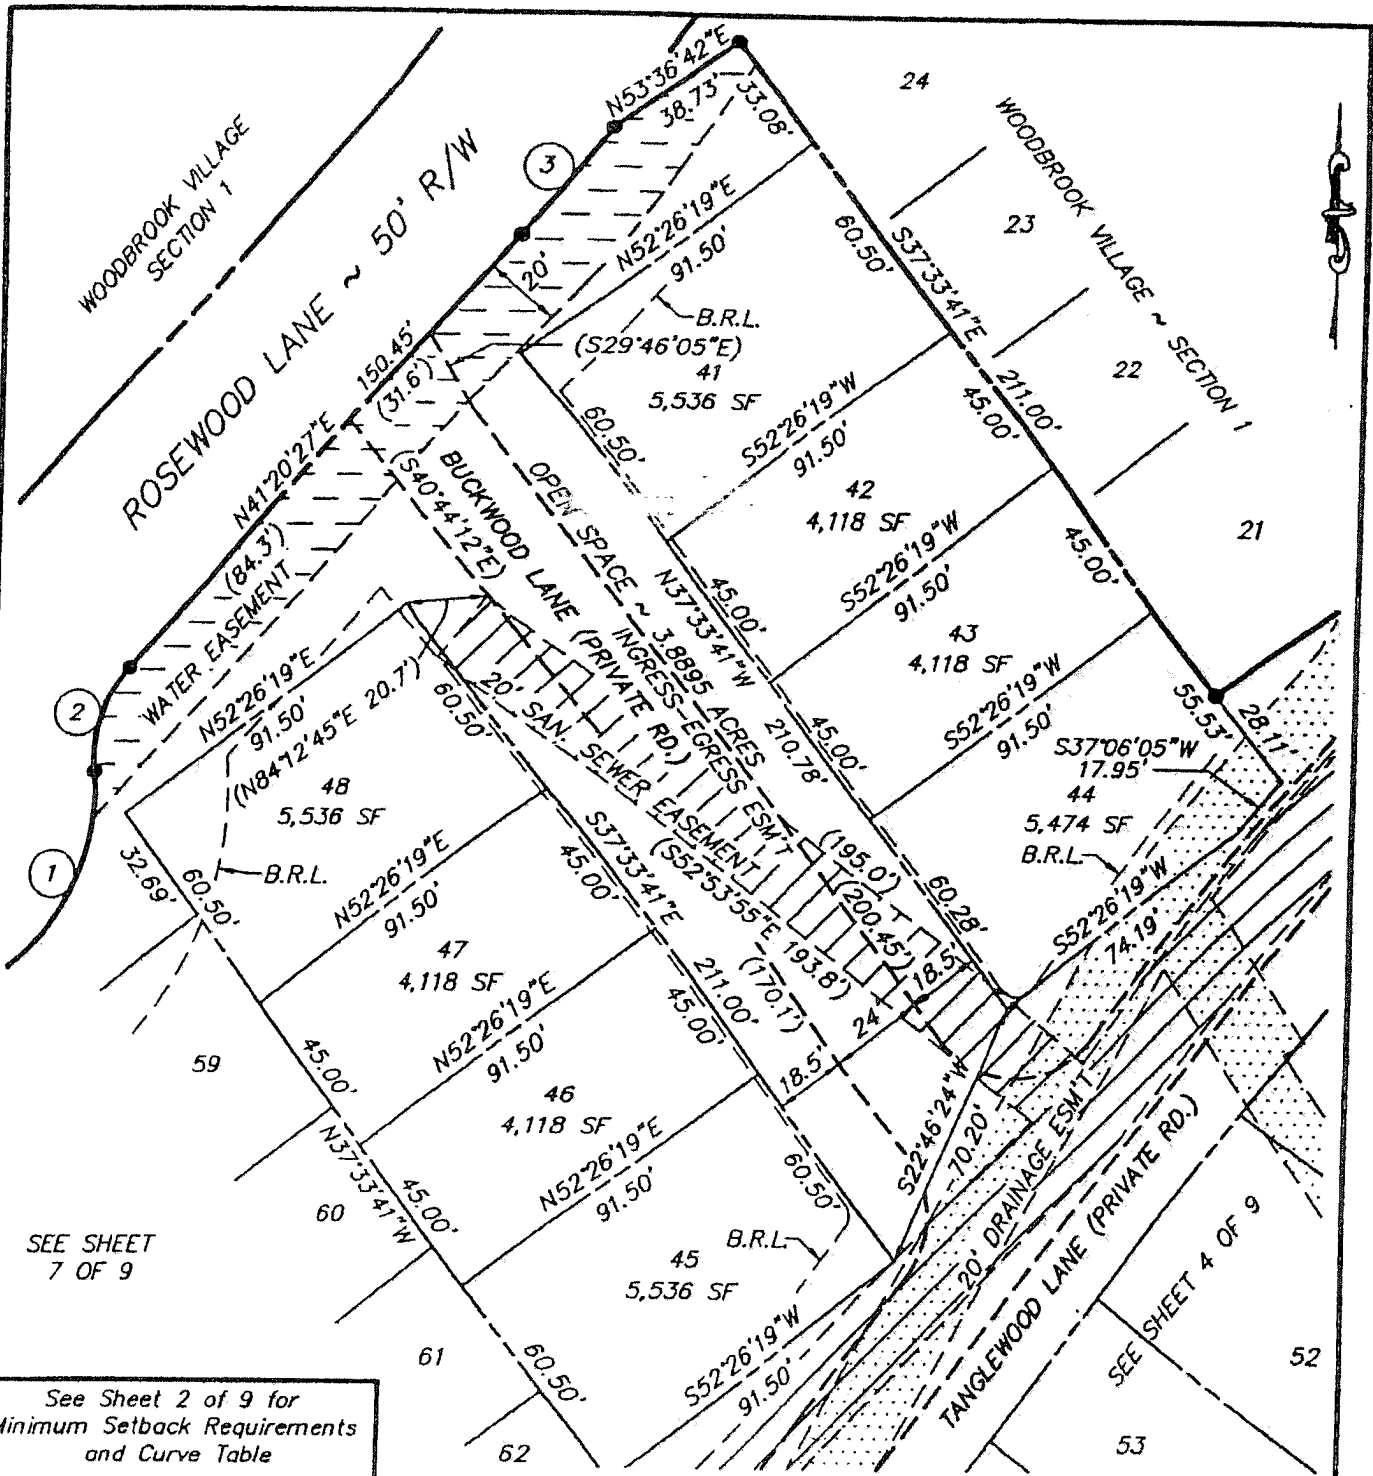 N53°36'42"E
38.73'
33.08'
24
WOODBROOK VILLAGE ~ SECTION 1
WOODBROOK VILLAGE
SECTION 1
ROSEWOOD LANE ~ 50' R/W
3
N52°26'19"E
91.50'
60.50'
S37°33'41"E
211.00'
23
20'
B.R.L.
(S29°46'05"E)
41
5,536 SF
22
150.45'
(31.6')
N41°20'27"E
(84.3')
WATER EASEMENT
60.50'
S52°26'19"W
91.50'
45.00'
21
(S40°44'12"E)
BUCKWOOD LANE (PRIVATE RD.)
OPEN SPACE ~ 3.8895 ACRES
INGRESS-EGRESS ESM'T
42
4,118 SF
S52°26'19"W
91.50'
45.00'
45.00'
N37°33'41"W
210.78'
43
4,118 SF
S52°26'19"W
91.50'
45.00'
55.53'
28.11'
S37°06'05"W
17.95'
44
5,474 SF
B.R.L.
2
N52°26'19"E
91.50'
(N84°12'45"E 20.7')
60.50'
20' SAN. SEWER EASEMENT
(S52°53'55"E 193.8')
48
5,536 SF
B.R.L.
1
32.69'
60.50'
S37°33'41"E
211.00'
45.00'
(195.0')
(200.45')
60.28'
S52°26'19"W
74.19'
N52°26'19"E
91.50'
47
4,118 SF
45.00'
(170.1')
18.5'
24'
18.5'
59
45.00'
N52°26'19"E
91.50'
46
4,118 SF
60.50'
S22°46'24"W
70.20'
20' DRAINAGE ESM'T
TANGLEWOOD LANE (PRIVATE RD.)
N37°33'41"W
45.00'
60
N52°26'19"E
91.50'
45
5,536 SF
B.R.L.
SEE SHEET
7 OF 9
SEE SHEET 4 OF 9
52
61
60.50'
S52°26'19"W
91.50'
53
62
See Sheet 2 of 9 for
Minimum Setback Requirements
and Curve Table